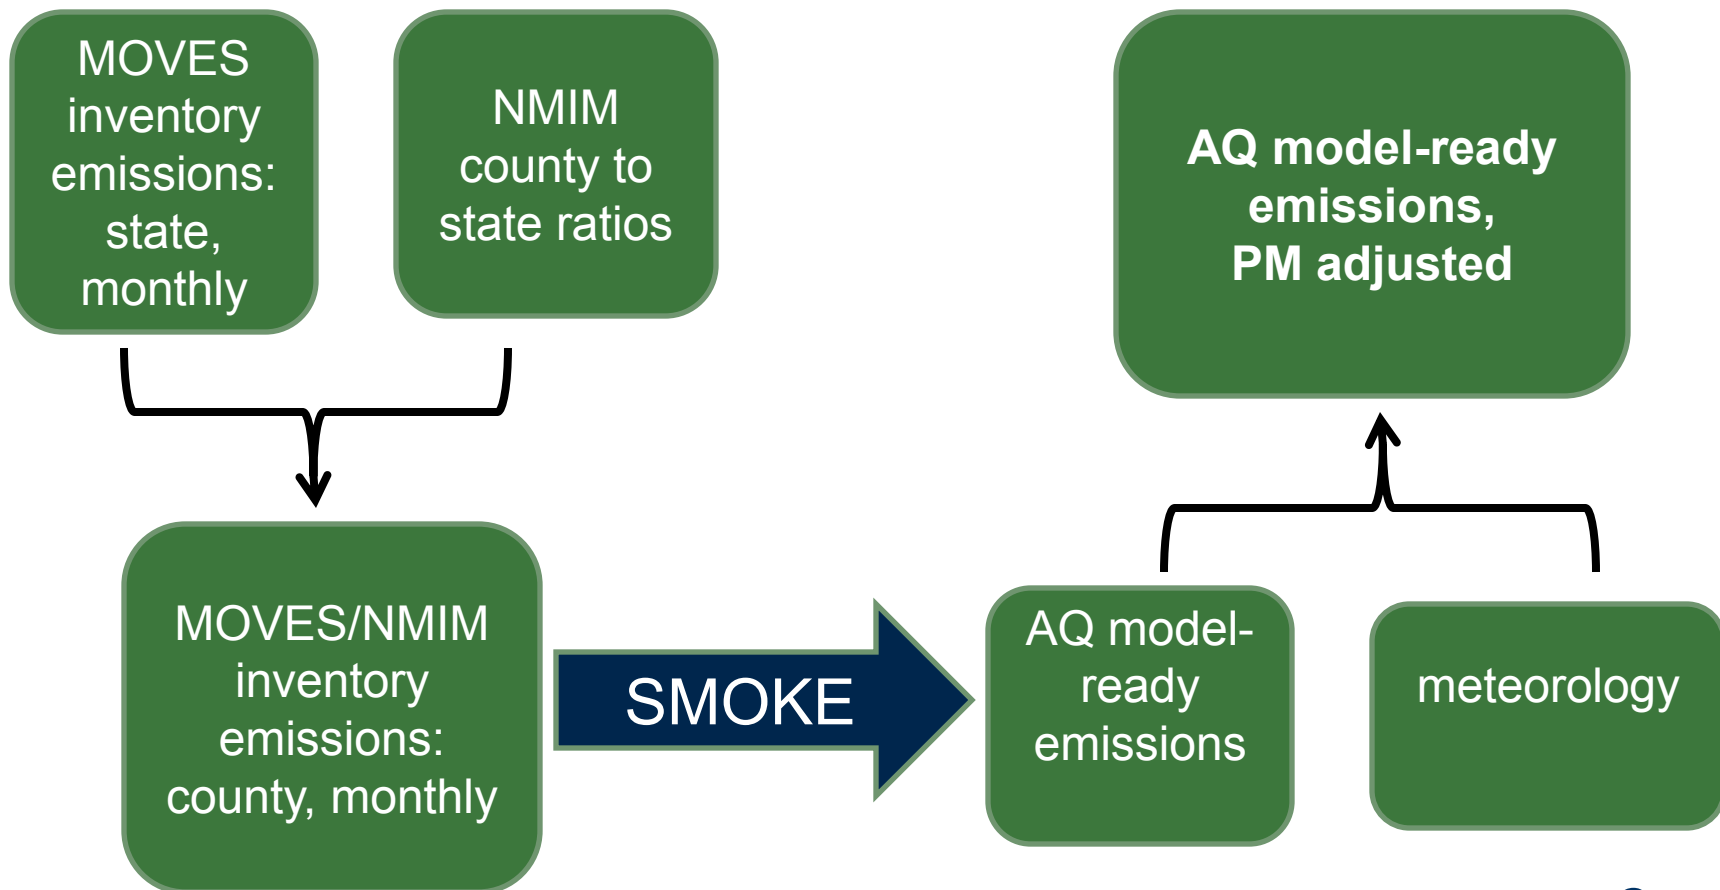 MOVES
inventory
emissions:
state,
monthly
NMIM
county to
state ratios
AQ model-ready
emissions,
PM adjusted
MOVES/NMIM
inventory
emissions:
county, monthly
SMOKE
AQ model-
ready
emissions
meteorology